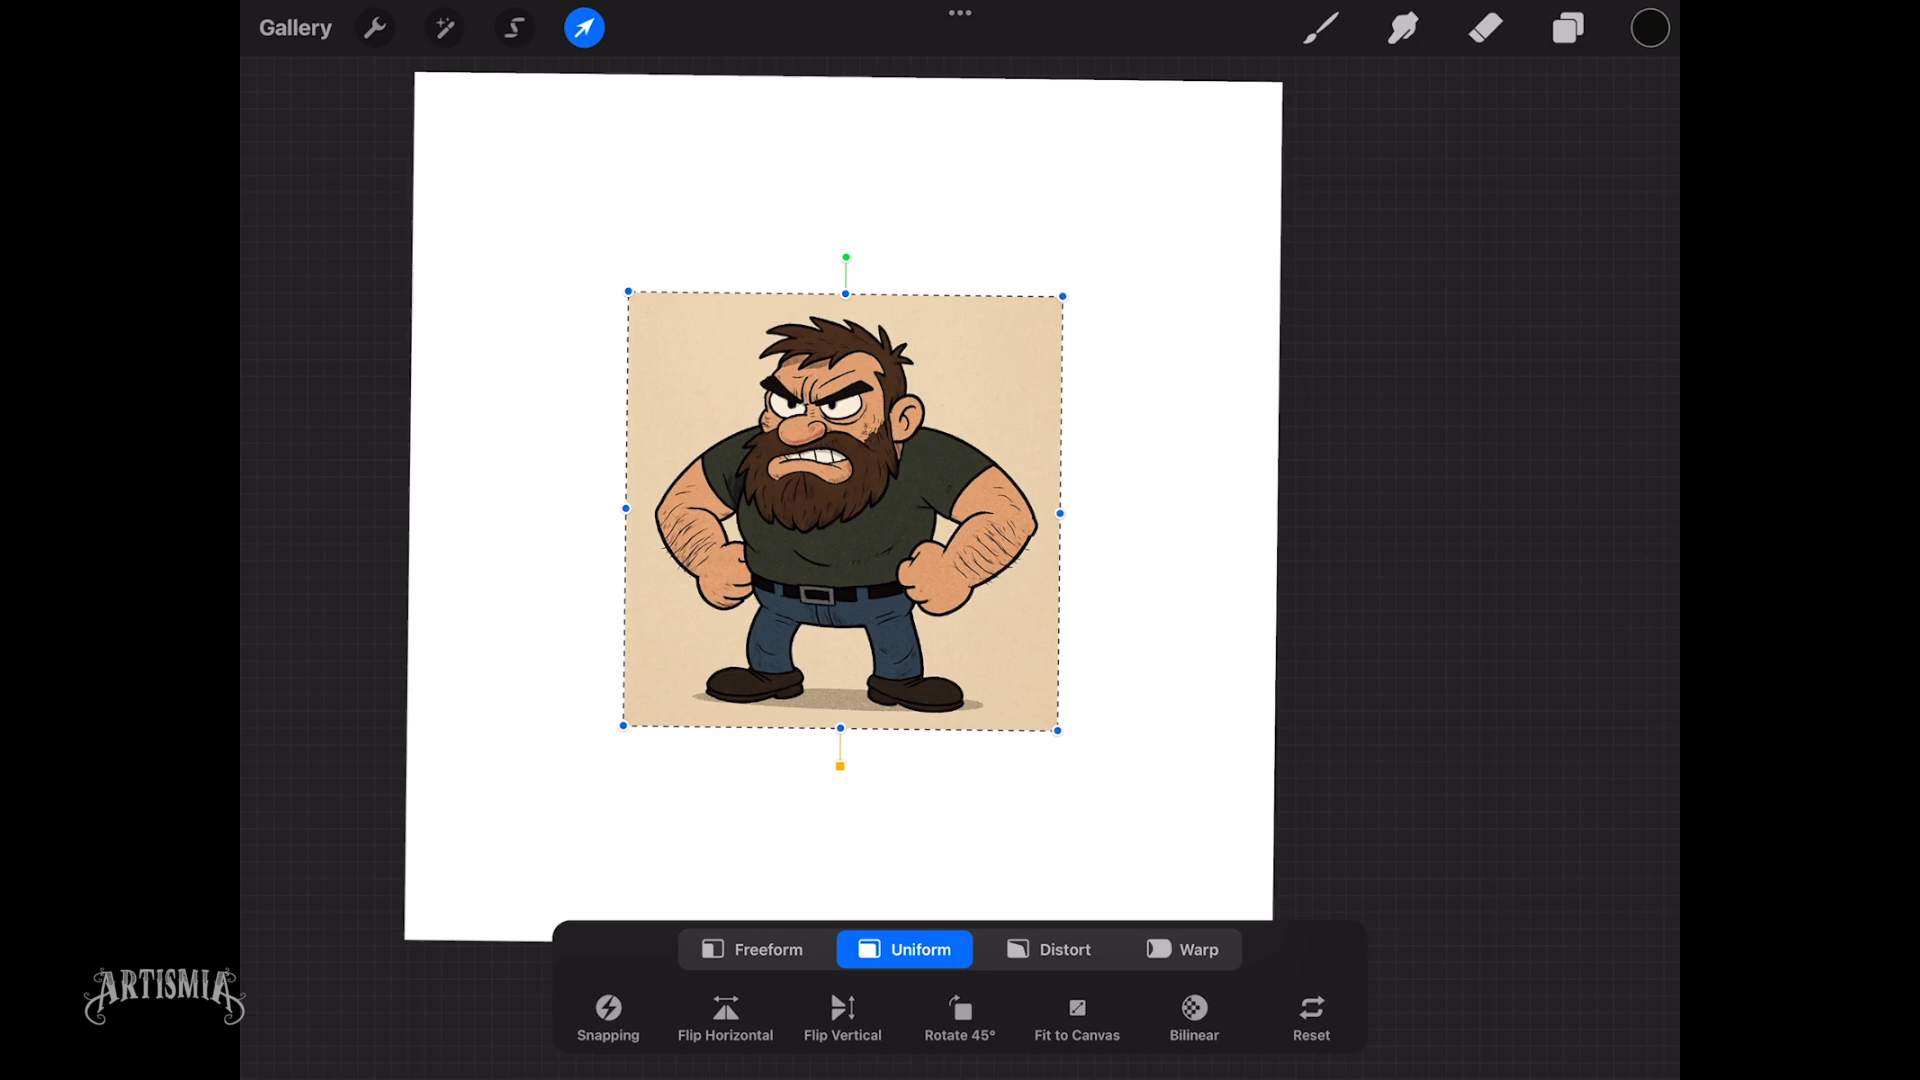 Gallery
Freeform Uniform Distort Warp
Snapping Flip Horizontal Flip Vertical Rotate 45° Fit to Canvas Bilinear Reset
ARTISMIA